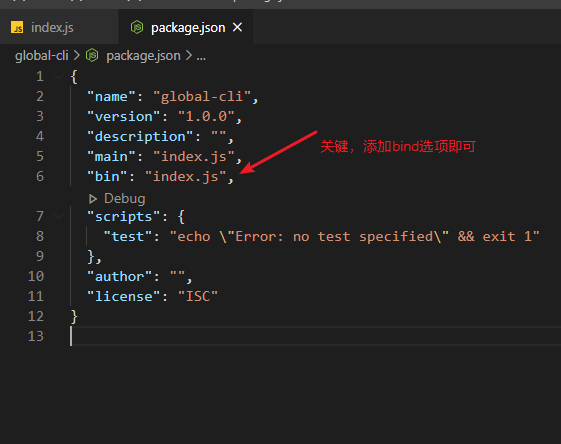 JS index.js
package.json
global-cli > package.json > ...
1 {
2 "name": "global-cli",
3 "version": "1.0.0",
4 "description": "",
5 "main": "index.js",
关键，添加bind选项即可
6 "bin": "index.js",
Debug
7 "scripts": {
8 "test": "echo \"Error: no test specified\" && exit 1"
9 },
10 "author": "",
11 "license": "ISC"
12 }
13